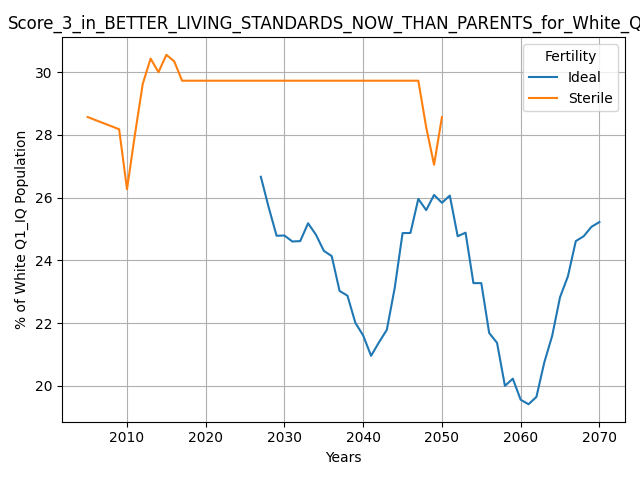 Score_3_in_BETTER_LIVING_STANDARDS_NOW_THAN_PARENTS_for_White_Q
Fertility
Ideal
Sterile
% of White Q1_IQ Population
30
28
26
24
22
20
2010 2020 2030 2040 2050 2060 2070
Years